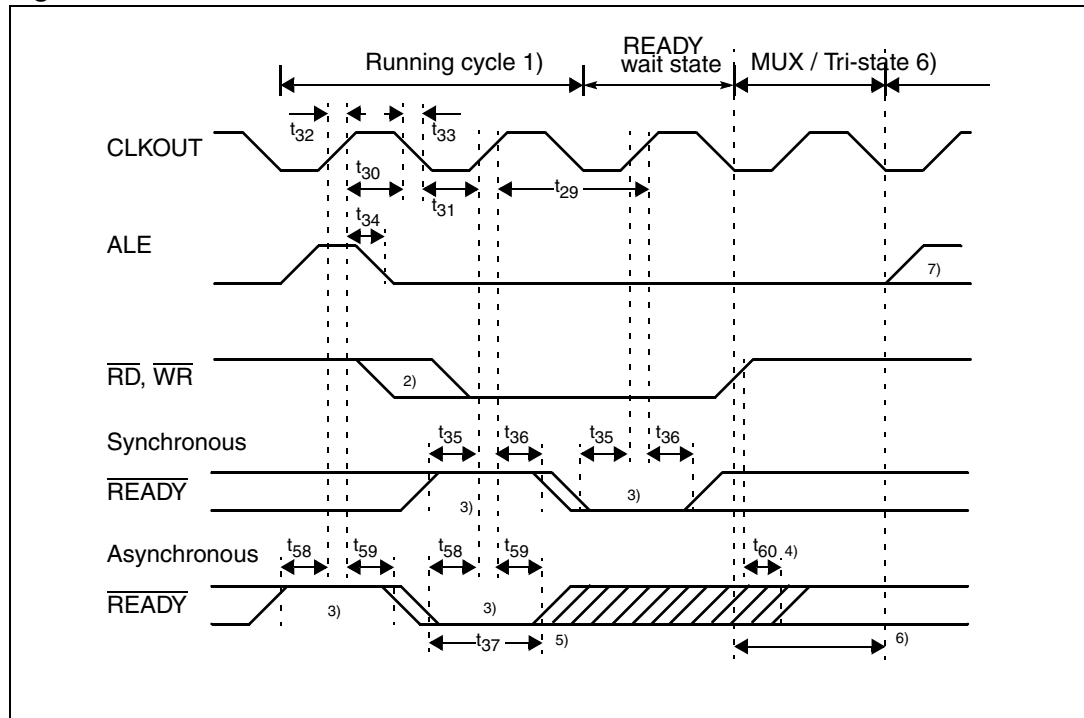 READY
Running cycle 1) wait state MUX / Tri-state 6)
t32 t33
CLKOUT
t30
t31 t29
t34
ALE
7)
RD, WR 2)
t35 t36 t35 t36
Synchronous
READY 3) 3)
Asynchronous t58 t59 t58 t59 t60 4)
READY 3) 3)
t37 5) 6)